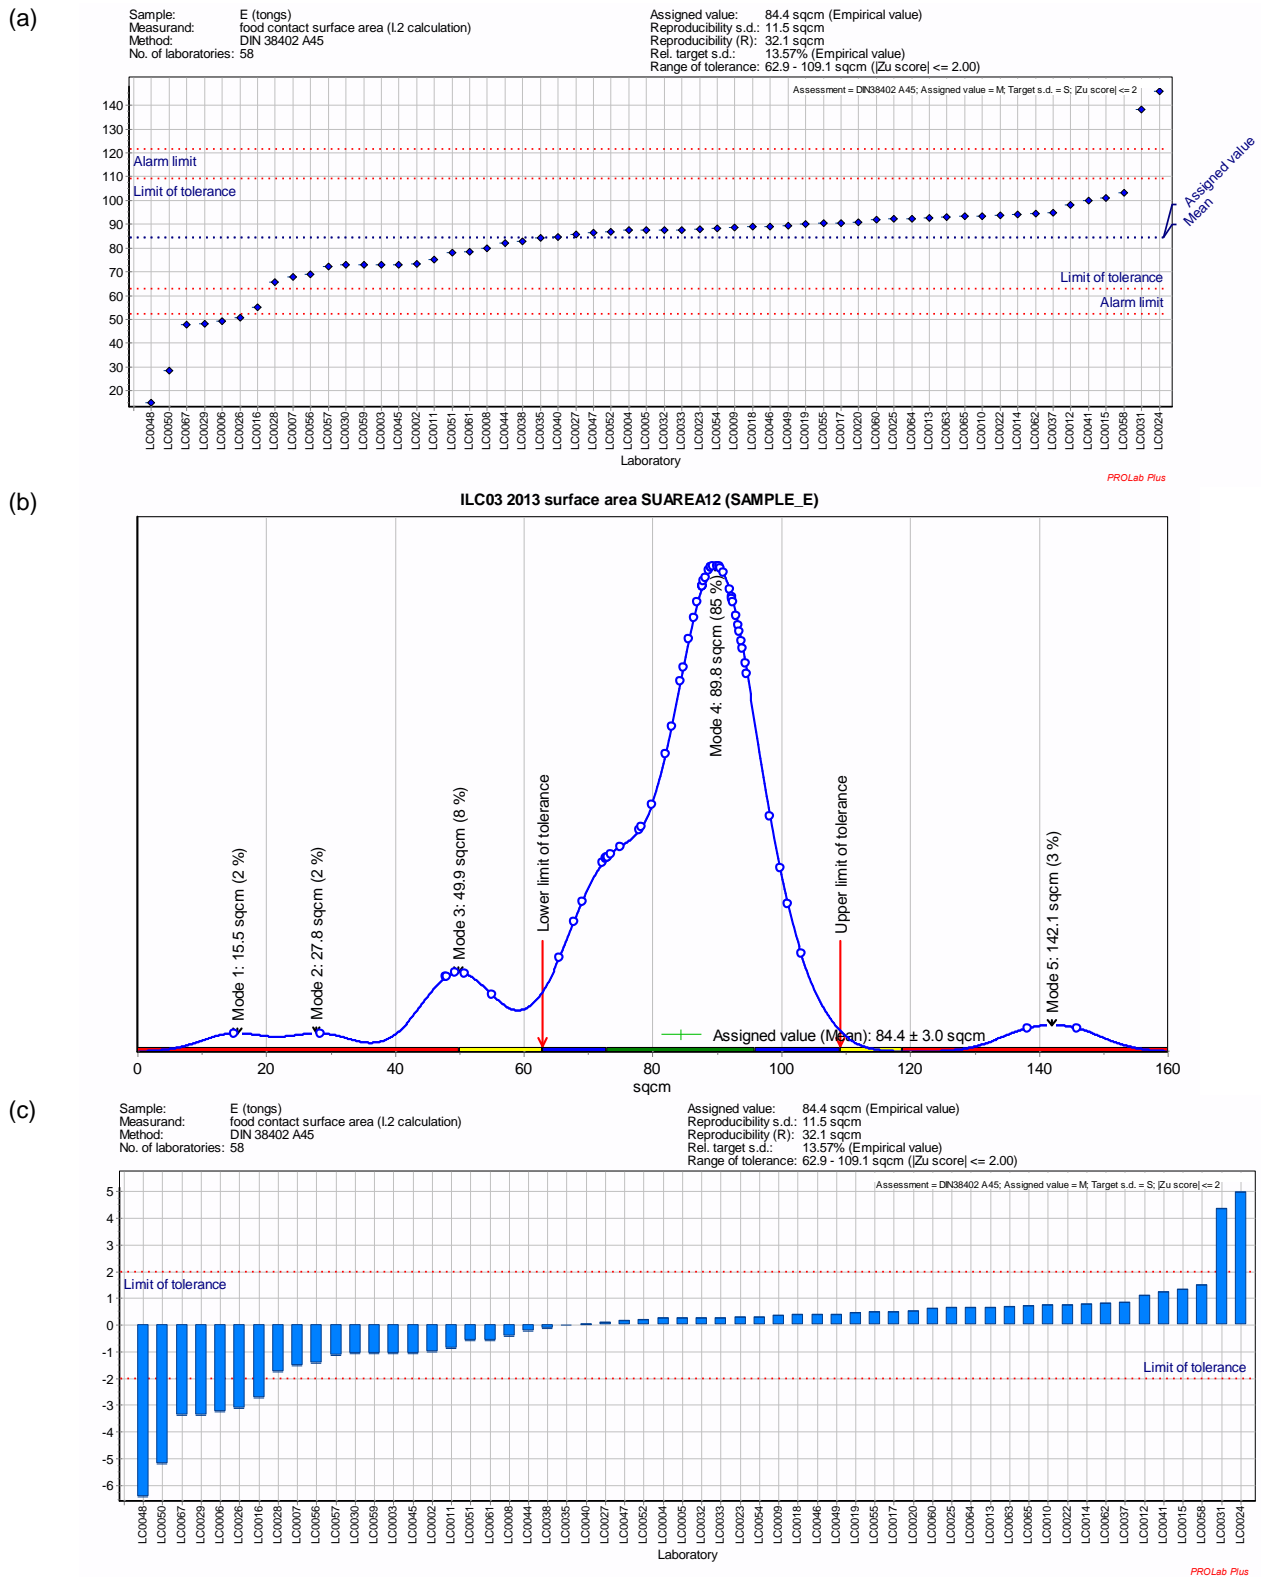 (a)
Sample: E (tongs)
Measurand: food contact surface area (I.2 calculation)
Method: DIN 38402 A45
No. of laboratories: 58
Assigned value: 84.4 sqcm (Empirical value)
Reproducibility s.d.: 11.5 sqcm
Reproducibility (R): 32.1 sqcm
Rel. target s.d.: 13.57% (Empirical value)
Range of tolerance: 62.9 - 109.1 sqcm (|Zu score| <= 2.00)
Assessment = DIN38402 A45; Assigned value = M; Target s.d. = S; |Zu score| <= 2
140
130
120
110
100
90
80
70
60
50
40
30
20
Alarm limit
Limit of tolerance
Limit of tolerance
Alarm limit
Assigned value
Mean
LC0048
LC0050
LC0067
LC0029
LC0006
LC0026
LC0016
LC0028
LC0007
LC0056
LC0057
LC0030
LC0059
LC0003
LC0045
LC0002
LC0011
LC0051
LC0061
LC0008
LC0044
LC0038
LC0035
LC0040
LC0027
LC0047
LC0052
LC0004
LC0005
LC0032
LC0033
LC0023
LC0054
LC0009
LC0018
LC0046
LC0049
LC0019
LC0055
LC0017
LC0020
LC0060
LC0025
LC0064
LC0013
LC0063
LC0065
LC0010
LC0022
LC0014
LC0062
LC0037
LC0012
LC0041
LC0015
LC0058
LC0031
LC0024
Laboratory
PROLab Plus
(b)
ILC03 2013 surface area SUAREA12 (SAMPLE_E)
Mode 1: 15.5 sqcm (2 %)
Mode 2: 27.8 sqcm (2 %)
Mode 3: 49.9 sqcm (8 %)
Lower limit of tolerance
Mode 4: 89.8 sqcm (85 %)
Upper limit of tolerance
Mode 5: 142.1 sqcm (3 %)
Assigned value (Mean): 84.4 ± 3.0 sqcm
0 20 40 60 80 100 120 140 160
sqcm
(c)
Sample: E (tongs)
Measurand: food contact surface area (I.2 calculation)
Method: DIN 38402 A45
No. of laboratories: 58
Assigned value: 84.4 sqcm (Empirical value)
Reproducibility s.d.: 11.5 sqcm
Reproducibility (R): 32.1 sqcm
Rel. target s.d.: 13.57% (Empirical value)
Range of tolerance: 62.9 - 109.1 sqcm (|Zu score| <= 2.00)
Assessment = DIN38402 A45; Assigned value = M; Target s.d. = S; |Zu score| <= 2
5
4
3
2
1
0
-1
-2
-3
-4
-5
-6
Limit of tolerance
Limit of tolerance
LC0048
LC0050
LC0067
LC0029
LC0006
LC0026
LC0016
LC0028
LC0007
LC0056
LC0057
LC0030
LC0059
LC0003
LC0045
LC0002
LC0011
LC0051
LC0061
LC0008
LC0044
LC0038
LC0035
LC0040
LC0027
LC0047
LC0052
LC0004
LC0005
LC0032
LC0033
LC0023
LC0054
LC0009
LC0018
LC0046
LC0049
LC0019
LC0055
LC0017
LC0020
LC0060
LC0025
LC0064
LC0013
LC0063
LC0065
LC0010
LC0022
LC0014
LC0062
LC0037
LC0012
LC0041
LC0015
LC0058
LC0031
LC0024
Laboratory
PROLab Plus